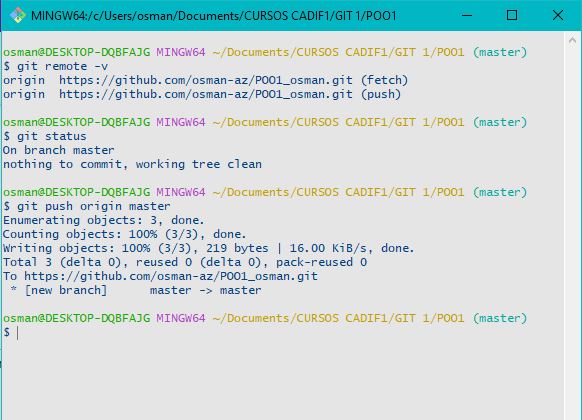 MINGW64:/c/Users/osman/Documents/CURSOS CADIF1/GIT 1/POO1
osman@DESKTOP-DQBFAJG MINGW64 ~/Documents/CURSOS CADIF1/GIT 1/POO1 (master)
$ git remote -v
origin  https://github.com/osman-az/POO1_osman.git (fetch)
origin  https://github.com/osman-az/POO1_osman.git (push)
osman@DESKTOP-DQBFAJG MINGW64 ~/Documents/CURSOS CADIF1/GIT 1/POO1 (master)
$ git status
On branch master
nothing to commit, working tree clean
osman@DESKTOP-DQBFAJG MINGW64 ~/Documents/CURSOS CADIF1/GIT 1/POO1 (master)
$ git push origin master
Enumerating objects: 3, done.
Counting objects: 100% (3/3), done.
Writing objects: 100% (3/3), 219 bytes | 16.00 KiB/s, done.
Total 3 (delta 0), reused 0 (delta 0), pack-reused 0
To https://github.com/osman-az/POO1_osman.git
 * [new branch]      master -> master
osman@DESKTOP-DQBFAJG MINGW64 ~/Documents/CURSOS CADIF1/GIT 1/POO1 (master)
$